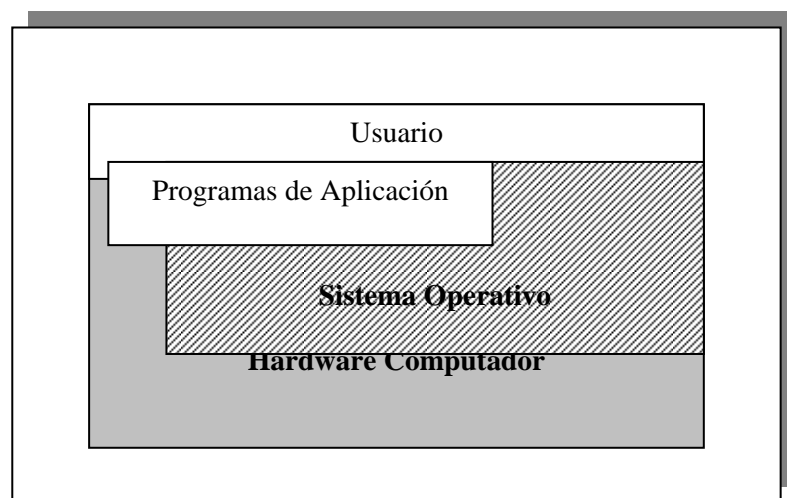 Usuario
Programas de Aplicación
Sistema Operativo
Hardware Computador